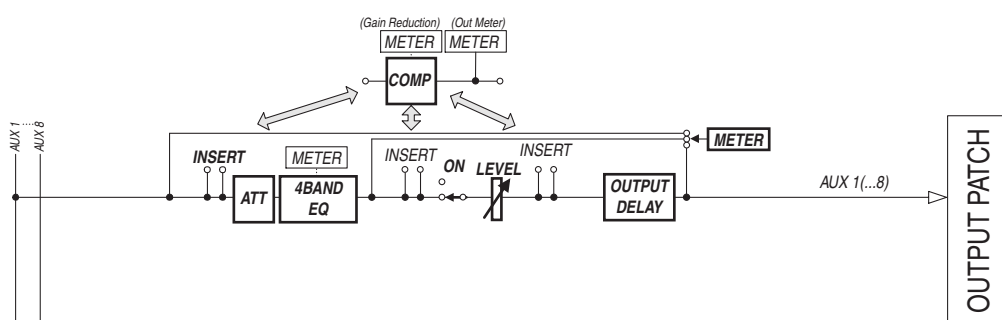 (Gain Reduction) (Out Meter)
METER METER
COMP
AUX 1
AUX 8
METER
INSERT METER INSERT ON LEVEL INSERT
ATT 4BAND
EQ
OUTPUT
DELAY
AUX 1(...8)
OUTPUT PATCH